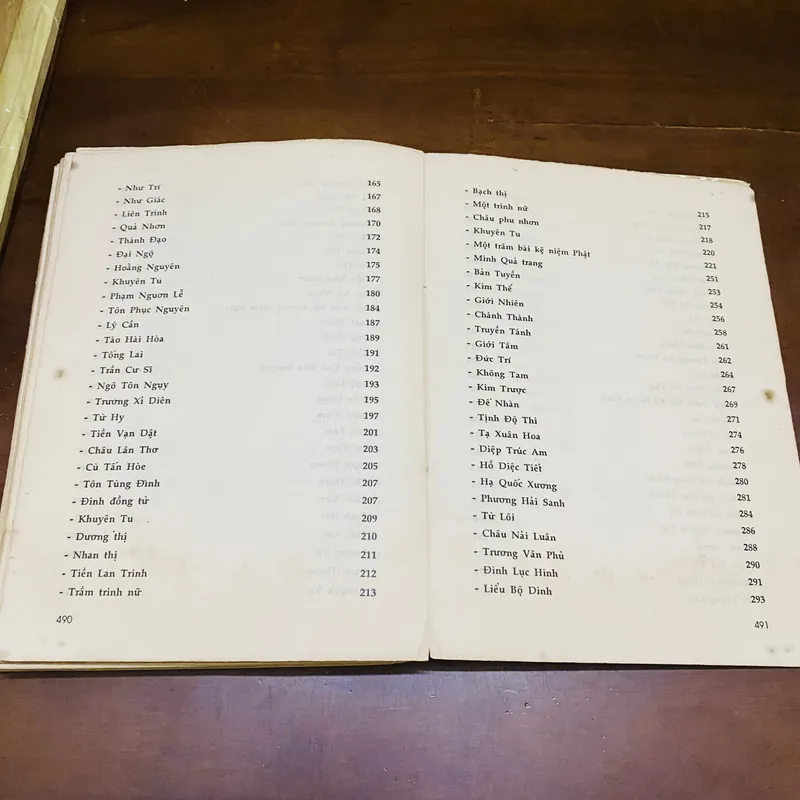 - Như Trí 165
- Như Giác 167
- Liên Trinh 168
- Quả Nhơn 170
- Thành Đạo 172
- Đại Ngộ 174
- Hoằng Nguyên 175
- Khuyên Tu 177
- Phạm Nguơn Lễ 180
- Tôn Phục Nguyên 184
- Lý Cần 187
- Tào Hài Hòa 189
- Tống Lai 191
- Trần Cư Sĩ 192
- Ngô Tôn Ngụy 193
- Trương Xỉ Diên 195
- Từ Hy 197
- Tiền Vạn Dật 201
- Châu Lân Thơ 203
- Cù Tấn Hòe 205
- Tôn Tùng Đình 207
- Đinh đồng tử 207
- Khuyên Tu 209
- Dương thị 210
- Nhan thị 211
- Tiền Lan Trinh 212
- Trầm trinh nữ 213
490
- Bạch thị 215
- Một trinh nữ 217
- Châu phu nhơn 218
- Khuyên Tu 220
- Một trăm bài kệ niệm Phật 221
- Minh Quả trang 251
- Bản Tuyển 253
- Kim Thể 254
- Giới Nhiên 256
- Chánh Thành 258
- Truyền Tánh 261
- Giới Tâm 262
- Đức Trí 264
- Không Tam 267
- Kim Trược 269
- Đế Nhàn 271
- Tịnh Độ Thi 274
- Tạ Xuân Hoa 276
- Diệp Trúc Am 278
- Hồ Diệc Tiết 280
- Hạ Quốc Xương 281
- Phương Hải Sanh 284
- Tử Lôi 286
- Châu Nải Luân 288
- Trương Văn Phủ 290
- Đinh Lục Hình 291
- Liểu Bộ Dinh 293
491